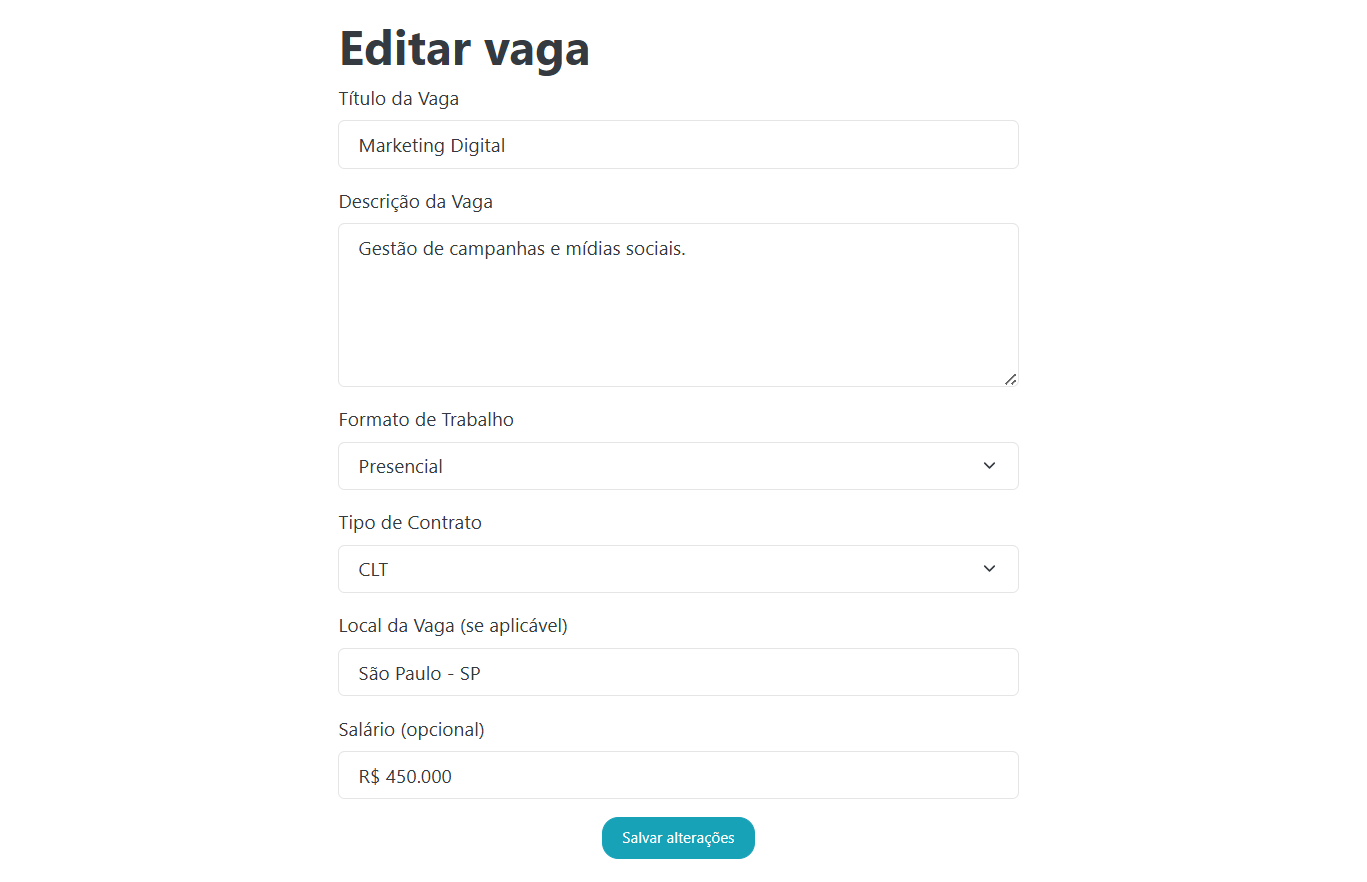 Editar vaga
Título da Vaga
Marketing Digital
Descrição da Vaga
Gestão de campanhas e mídias sociais.
Formato de Trabalho
Presencial
Tipo de Contrato
CLT
Local da Vaga (se aplicável)
São Paulo - SP
Salário (opcional)
R$ 450.000
Salvar alterações